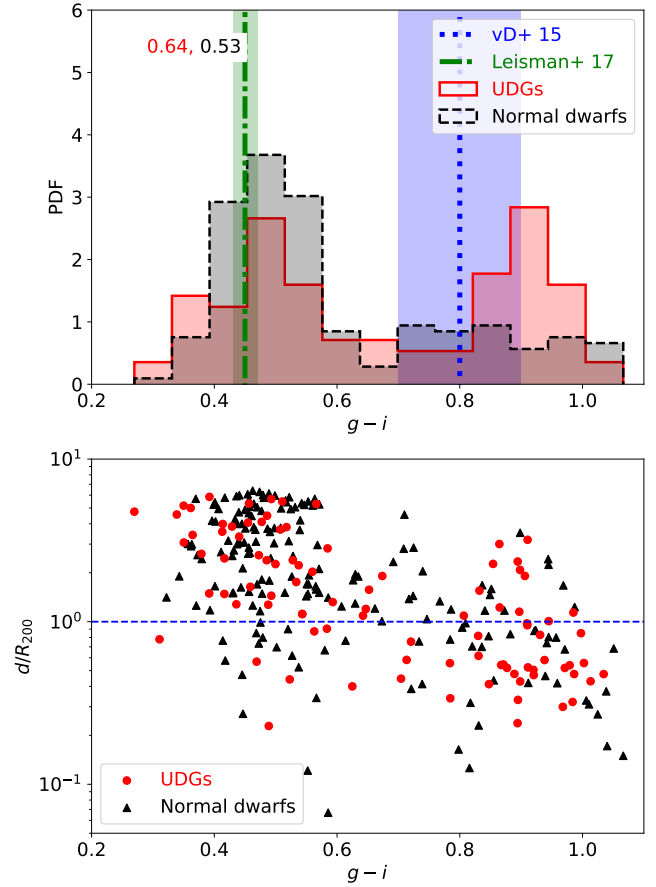 6
5
4
3
2
1
0
PDF
0.64, 0.53
vD+ 15
Leisman+ 17
UDGs
Normal dwarfs
0.2 0.4 0.6 0.8 1.0
g − i
10¹
10⁰
10⁻¹
d/R₂₀₀
UDGs
Normal dwarfs
0.2 0.4 0.6 0.8 1.0
g − i